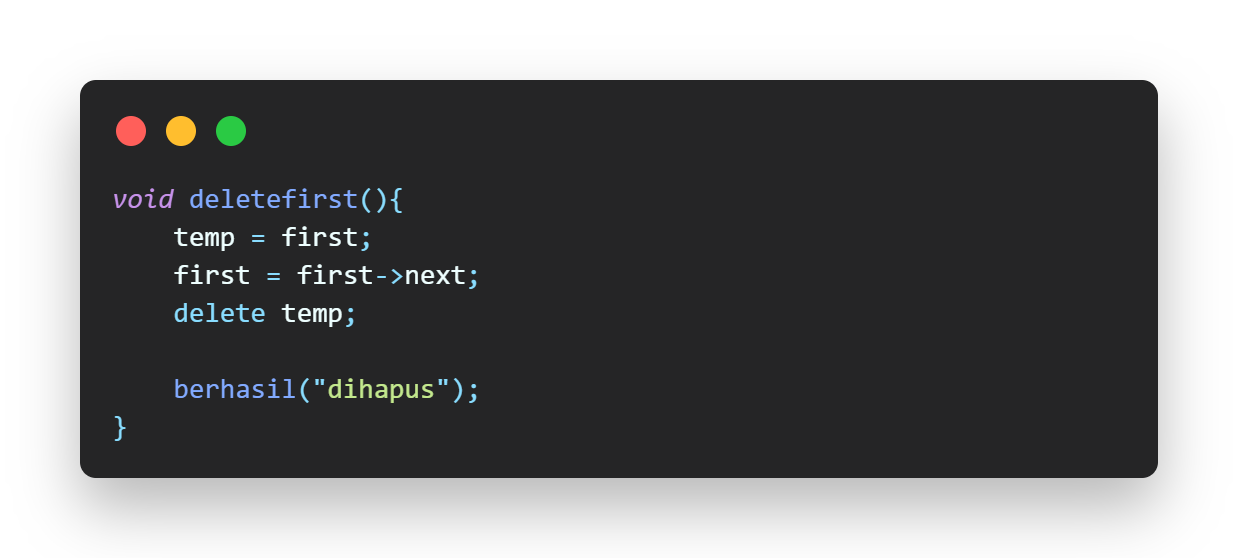 void deletefirst(){
    temp = first;
    first = first->next;
    delete temp;

    berhasil("dihapus");
}